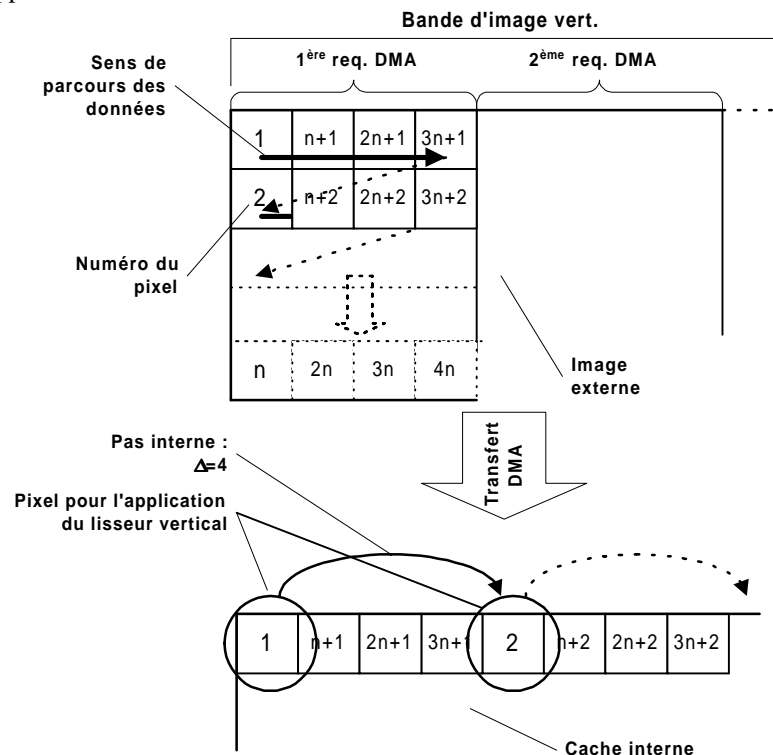 Bande d'image vert.
1ère req. DMA
2ème req. DMA
Sens de
parcours des
données
1 n+1 2n+1 3n+1
2 n+2 2n+2 3n+2
Numéro du
pixel
n 2n 3n 4n
Image
externe
Pas interne :
Δ=4
Transfert
DMA
Pixel pour l'application
du lisseur vertical
1 n+1 2n+1 3n+1 2 n+2 2n+2 3n+2
Cache interne